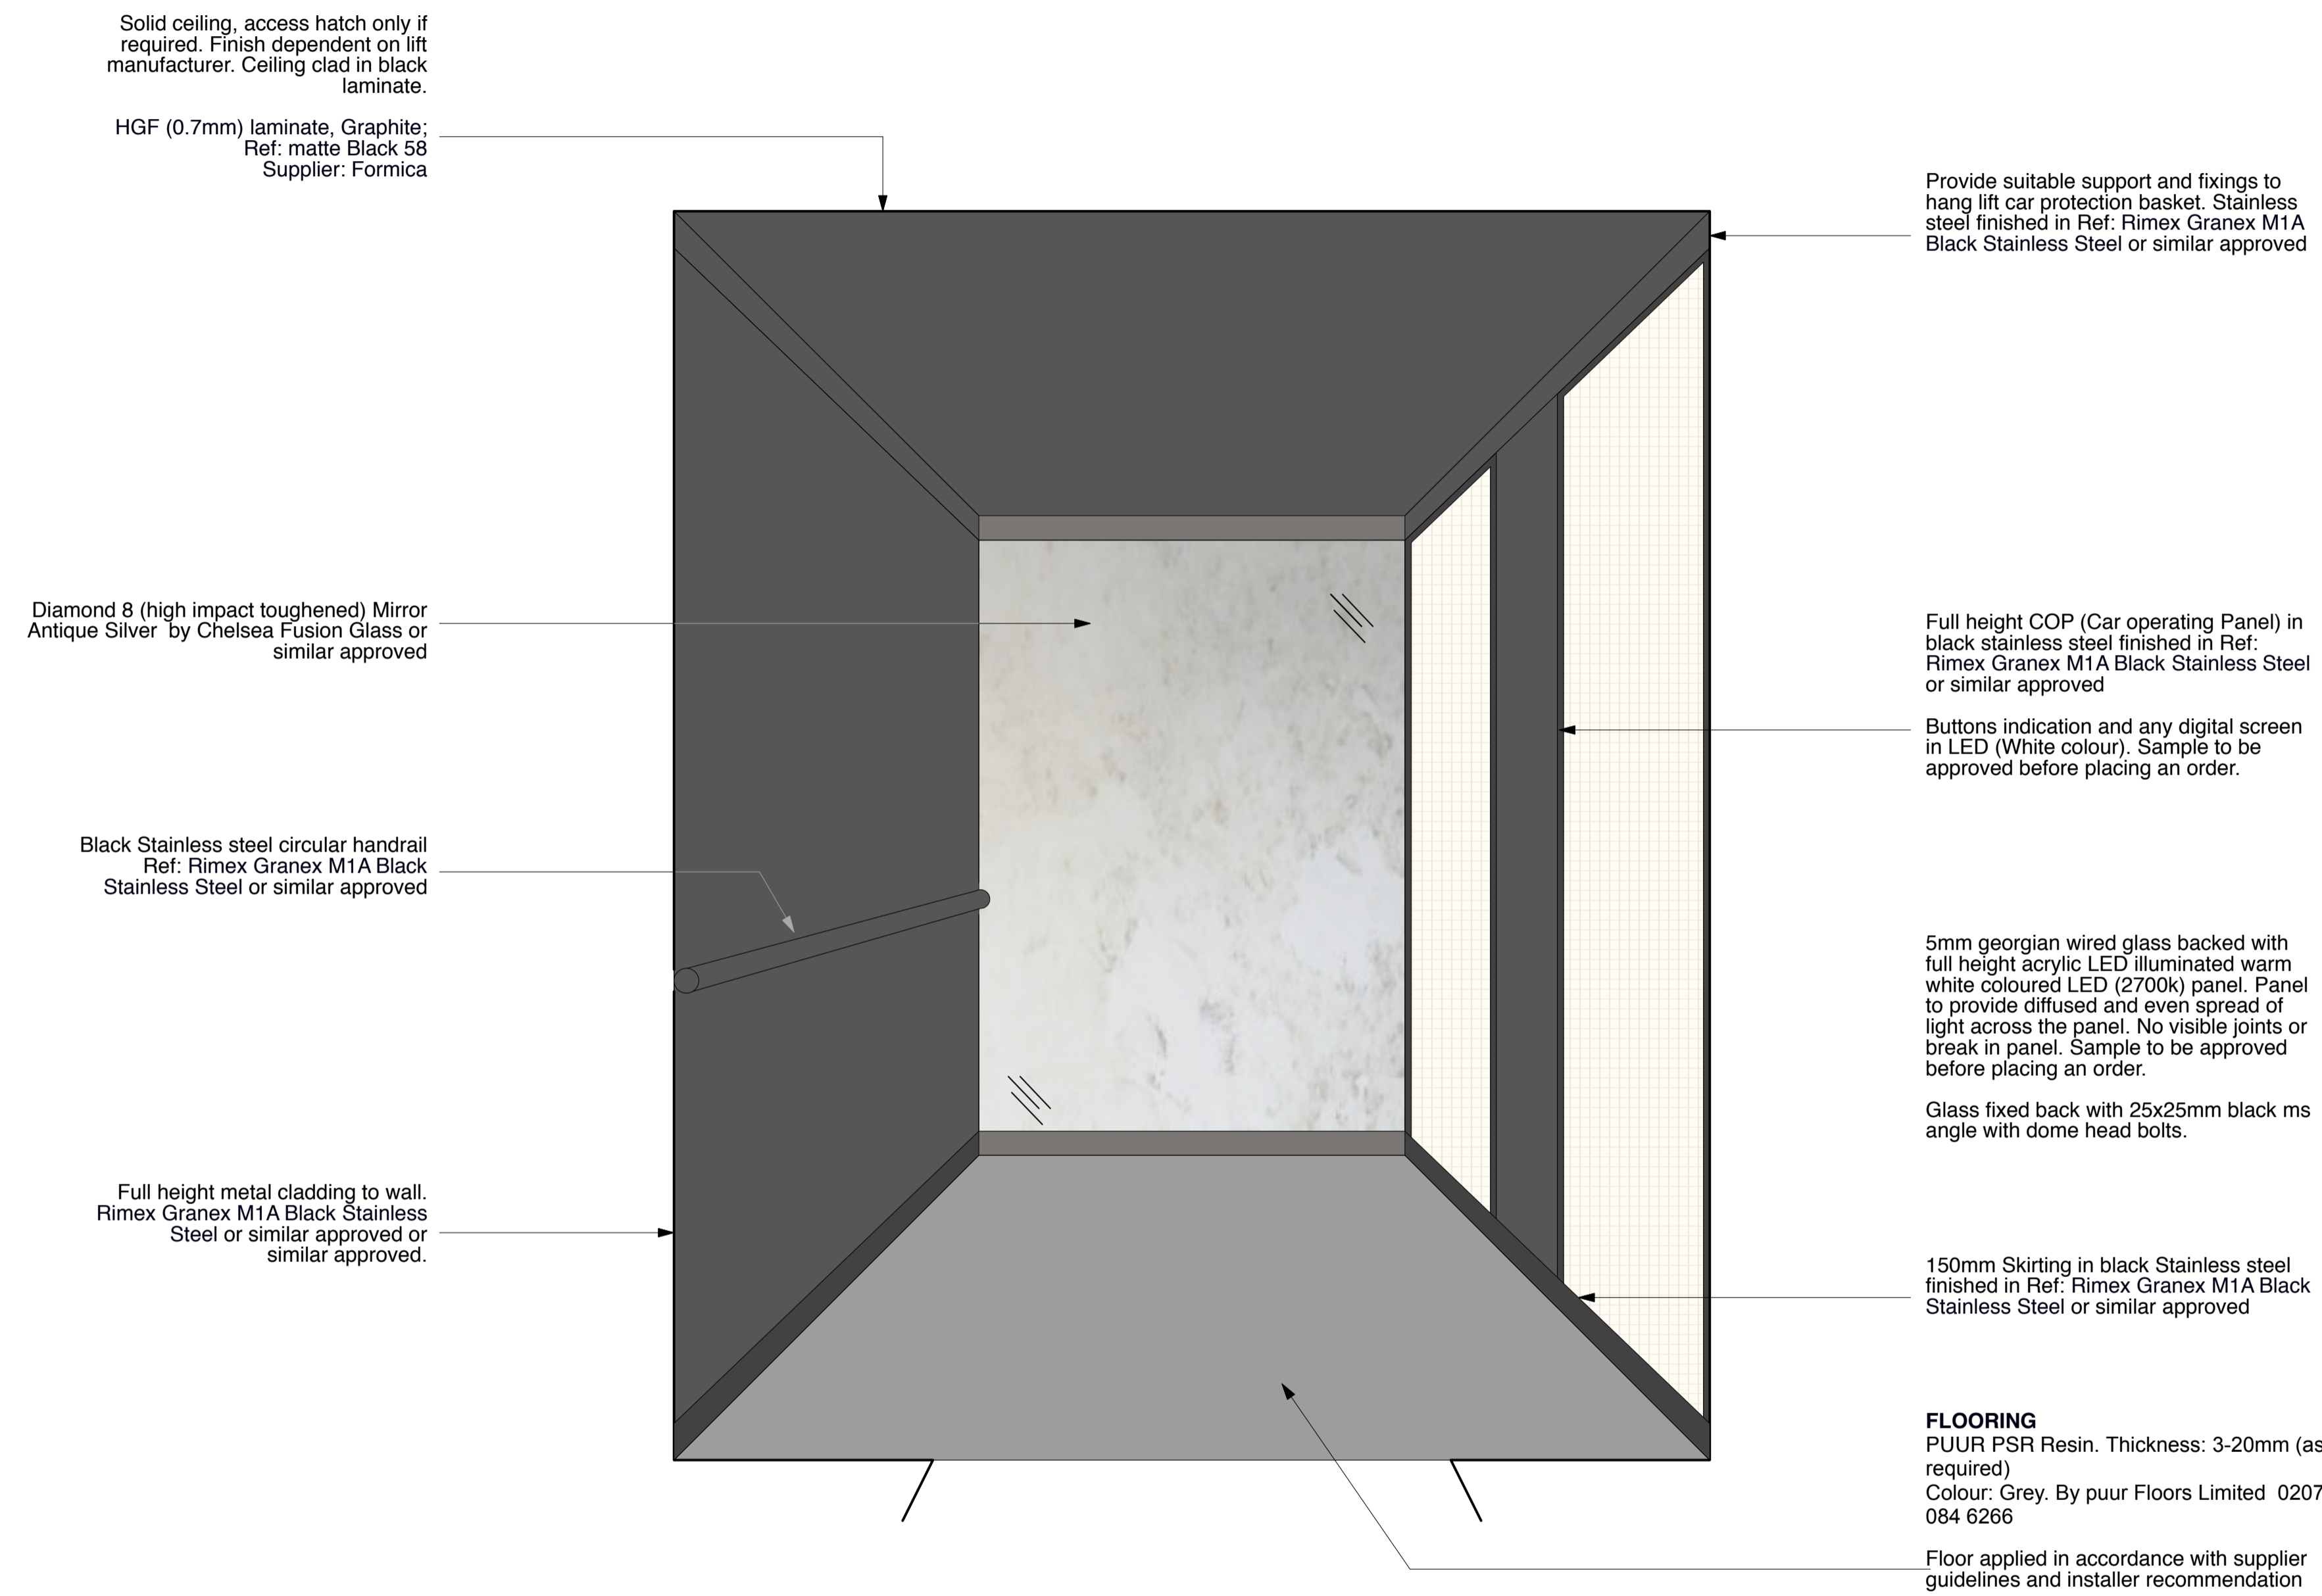 Solid ceiling, access hatch only if
required. Finish dependent on lift
manufacturer. Ceiling clad in black
laminate.
HGF (0.7mm) laminate, Graphite;
Ref: matte Black 58
Supplier: Formica
Diamond 8 (high impact toughened) Mirror
Antique Silver  by Chelsea Fusion Glass or
similar approved
Black Stainless steel circular handrail
Ref: Rimex Granex M1A Black
Stainless Steel or similar approved
Full height metal cladding to wall.
Rimex Granex M1A Black Stainless
Steel or similar approved or
similar approved.
Provide suitable support and fixings to
hang lift car protection basket. Stainless
steel finished in Ref: Rimex Granex M1A
Black Stainless Steel or similar approved
Full height COP (Car operating Panel) in
black stainless steel finished in Ref:
Rimex Granex M1A Black Stainless Steel
or similar approved
Buttons indication and any digital screen
in LED (White colour). Sample to be
approved before placing an order.
5mm georgian wired glass backed with
full height acrylic LED illuminated warm
white coloured LED (2700k) panel. Panel
to provide diffused and even spread of
light across the panel. No visible joints or
break in panel. Sample to be approved
before placing an order.
Glass fixed back with 25x25mm black ms
angle with dome head bolts.
150mm Skirting in black Stainless steel
finished in Ref: Rimex Granex M1A Black
Stainless Steel or similar approved
FLOORING
PUUR PSR Resin. Thickness: 3-20mm (as
required)
Colour: Grey. By puur Floors Limited  0207
084 6266
Floor applied in accordance with supplier
guidelines and installer recommendation